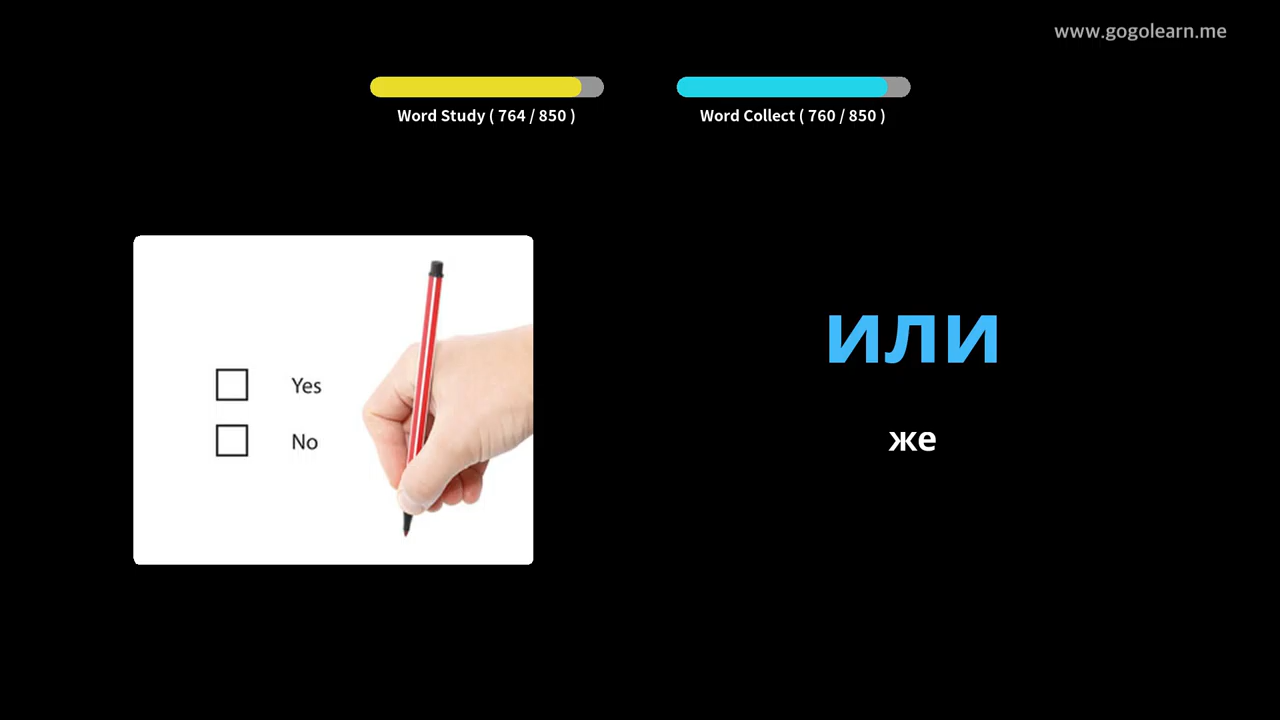 www.gogolearn.me
Word Study ( 764 / 850 )
Word Collect ( 760 / 850 )
Yes
No
или
же